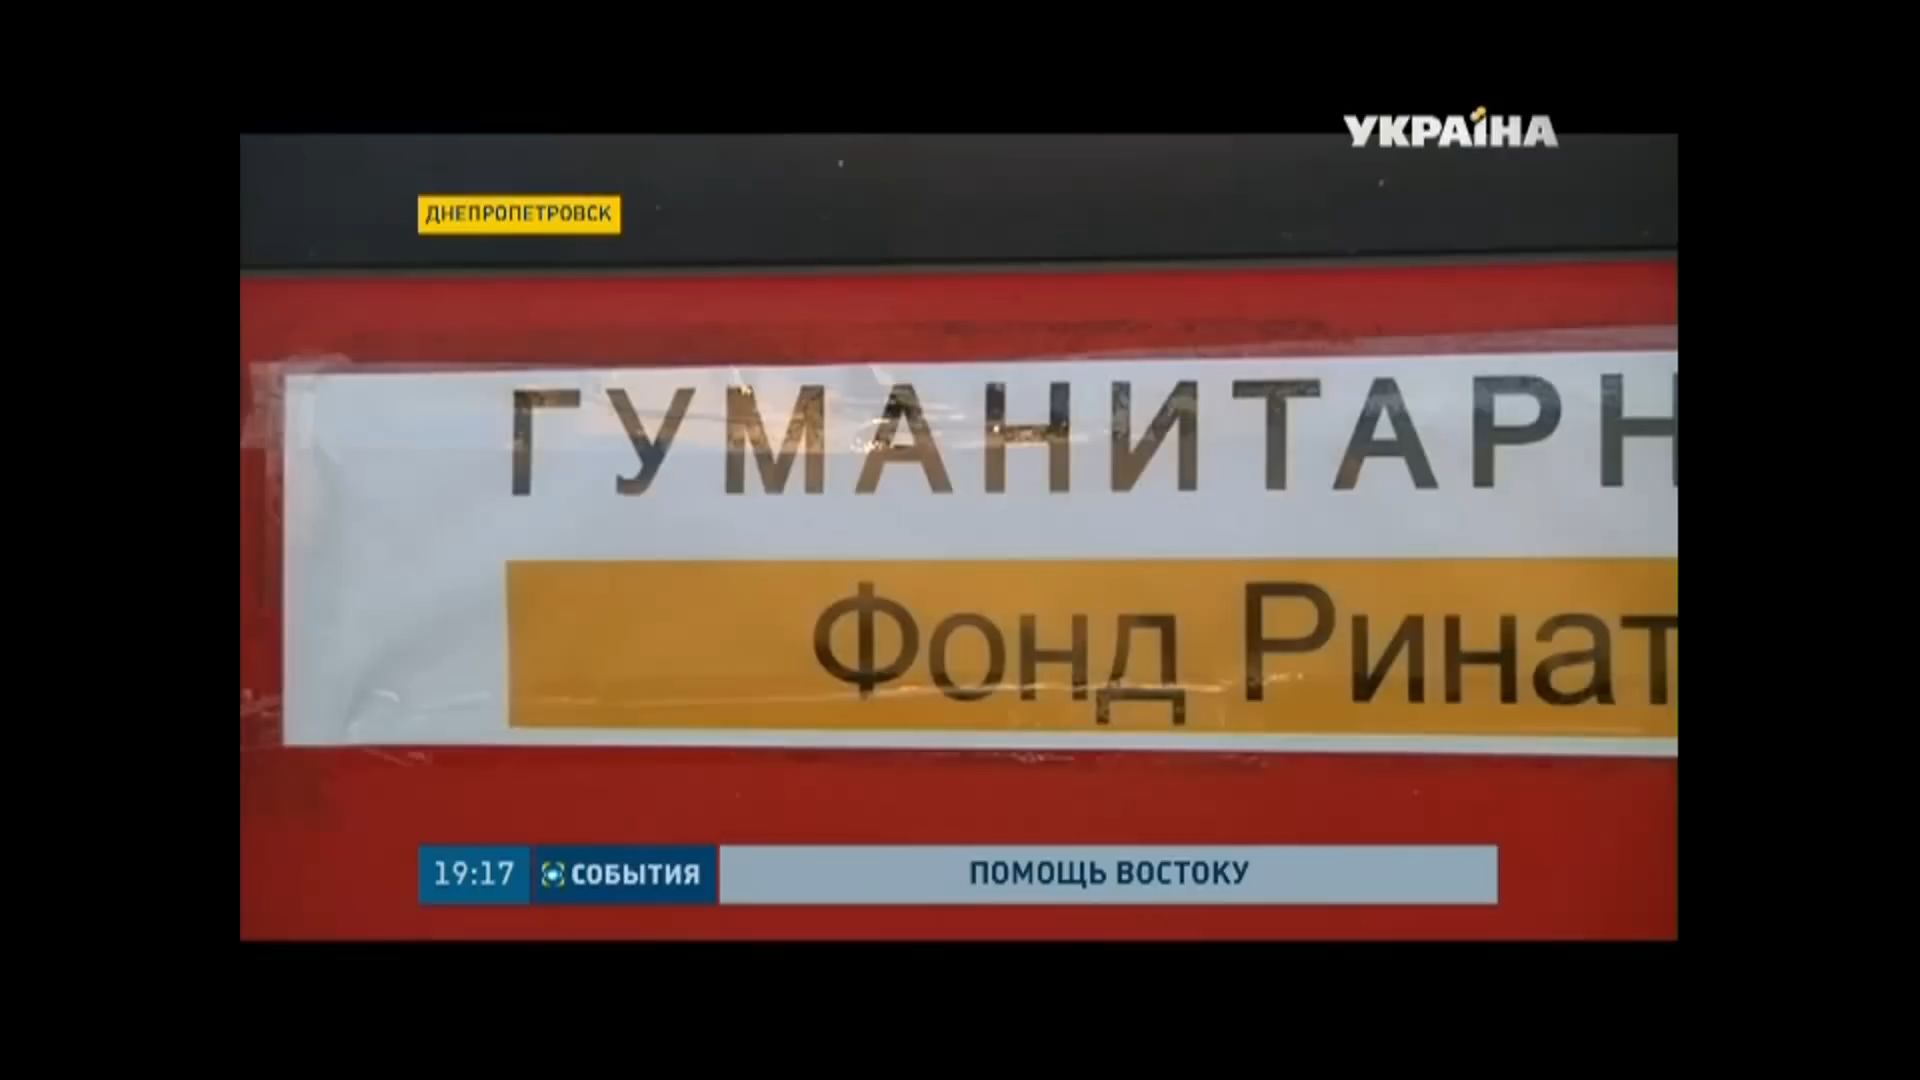 УКРАЇНА
ДНЕПРОПЕТРОВСК
ГУМАНИТАРН
Фонд Ринат
19:17 СОБЫТИЯ ПОМОЩЬ ВОСТОКУ